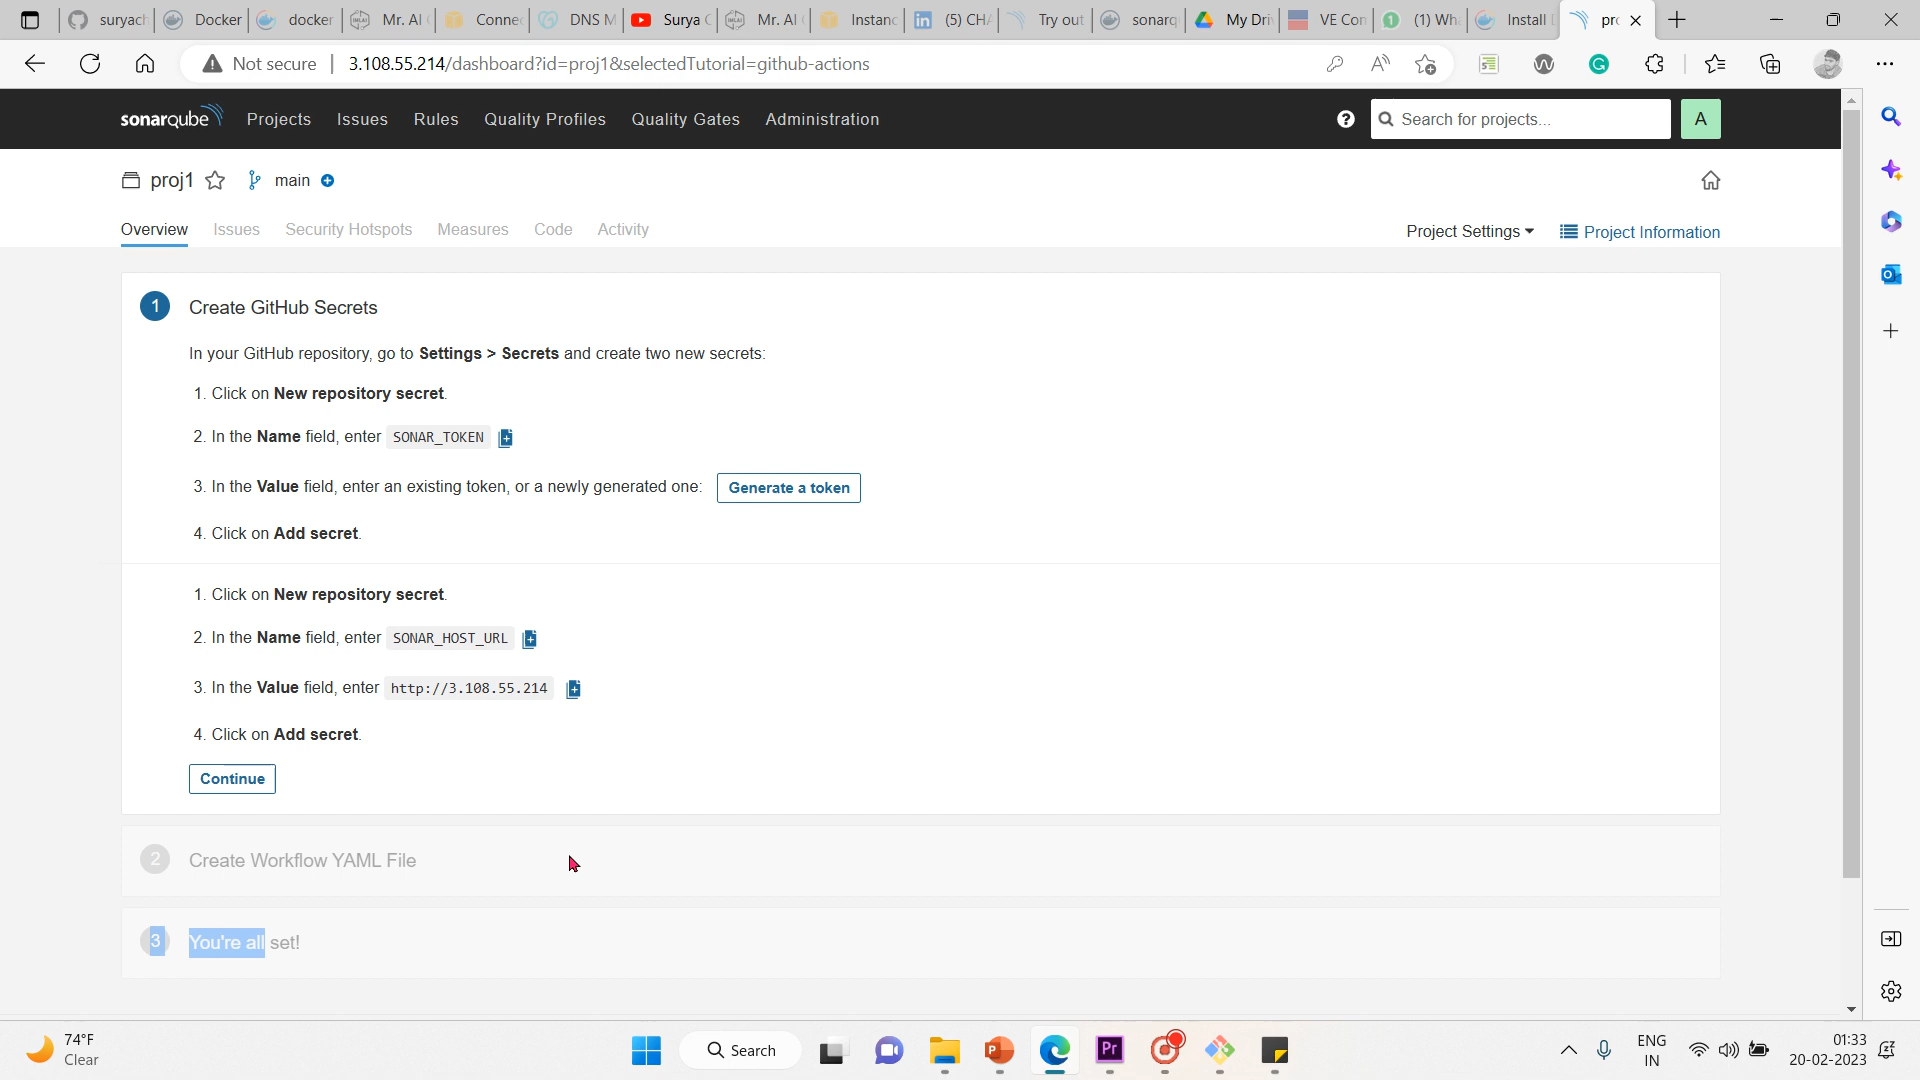 suryach
Docker
docker
Mr. AI
Connec
DNS M
Surya C
Mr. AI
Instanc
(5) CHA
Try out
sonarq
My Driv
VE Con
(1) Wha
Install D
pro
Not secure
3.108.55.214/dashboard?id=proj1&selectedTutorial=github-actions
sonarqube
Projects
Issues
Rules
Quality Profiles
Quality Gates
Administration
Search for projects...
A
proj1
main
Overview
Issues
Security Hotspots
Measures
Code
Activity
Project Settings
Project Information
1 Create GitHub Secrets
In your GitHub repository, go to Settings > Secrets and create two new secrets:
1. Click on New repository secret.
2. In the Name field, enter SONAR_TOKEN
3. In the Value field, enter an existing token, or a newly generated one: Generate a token
4. Click on Add secret.
1. Click on New repository secret.
2. In the Name field, enter SONAR_HOST_URL
3. In the Value field, enter http://3.108.55.214
4. Click on Add secret.
Continue
2 Create Workflow YAML File
3 You're all set!
74°F
Clear
Search
Pr
ENG
IN
01:33
20-02-2023